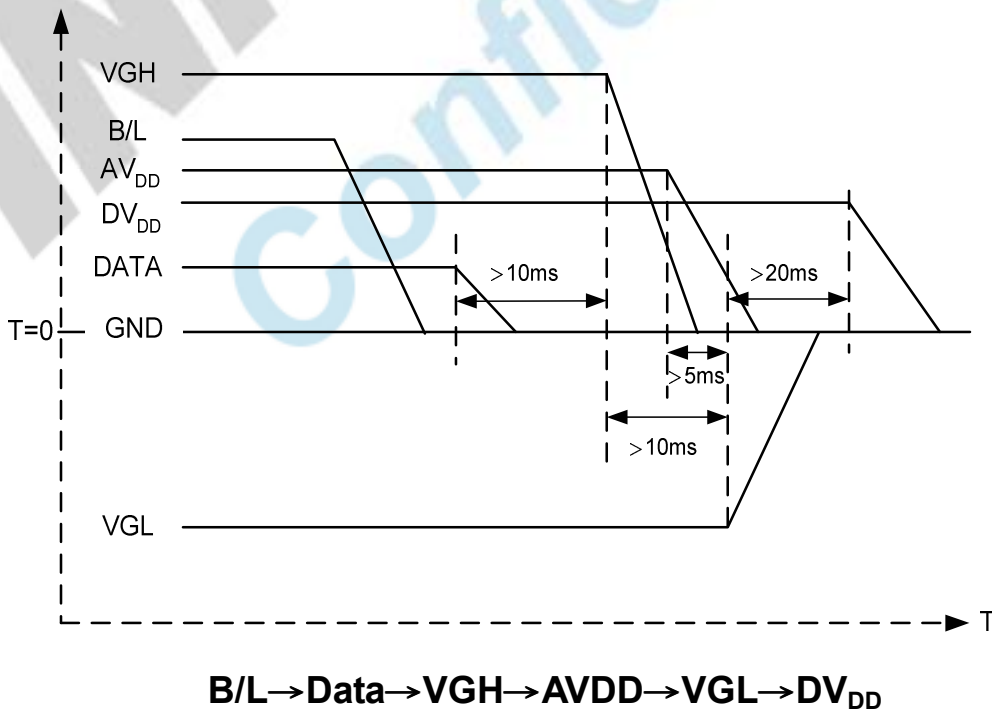 VGH
B/L
AVDD
DVDD
DATA
>10ms
>20ms
T=0
GND
>5ms
>10ms
VGL
T
B/L→Data→VGH→AVDD→VGL→DVDD